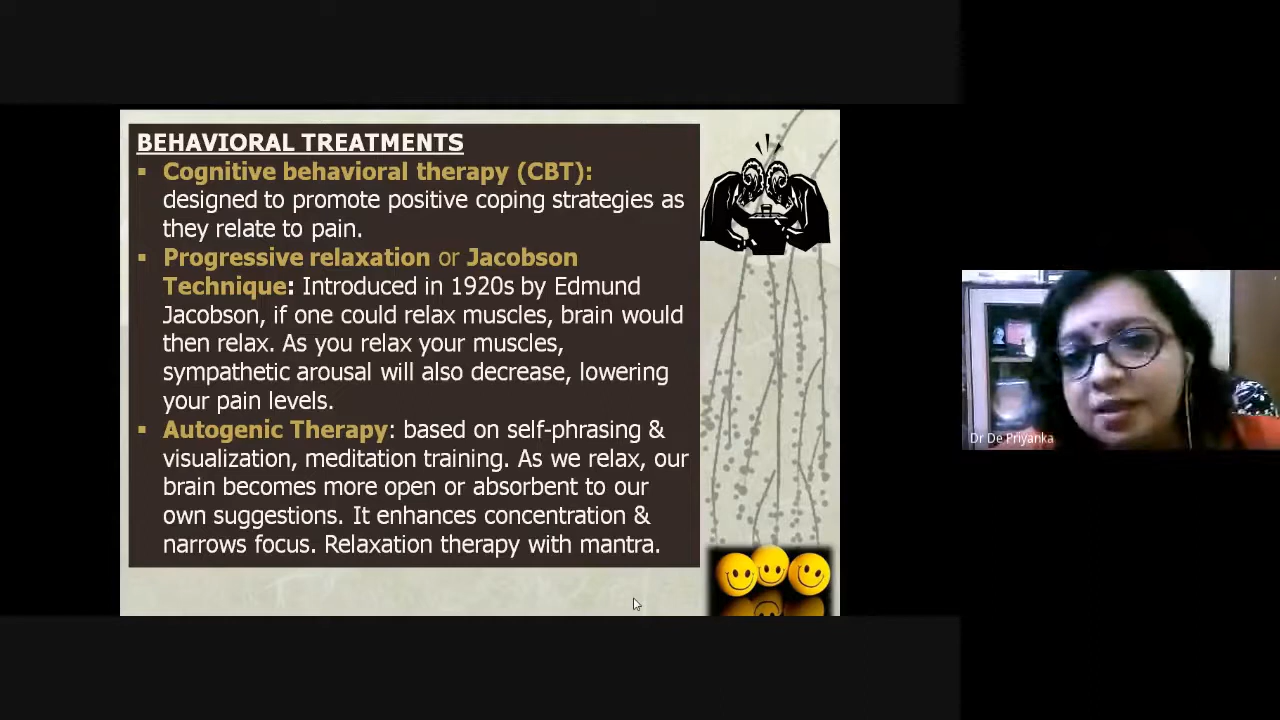 BEHAVIORAL TREATMENTS
▪ Cognitive behavioral therapy (CBT):
designed to promote positive coping strategies as
they relate to pain.
▪ Progressive relaxation or Jacobson
Technique: Introduced in 1920s by Edmund
Jacobson, if one could relax muscles, brain would
then relax. As you relax your muscles,
sympathetic arousal will also decrease, lowering
your pain levels.
▪ Autogenic Therapy: based on self-phrasing &
visualization, meditation training. As we relax, our
brain becomes more open or absorbent to our
own suggestions. It enhances concentration &
narrows focus. Relaxation therapy with mantra.
Dr De Priyanka